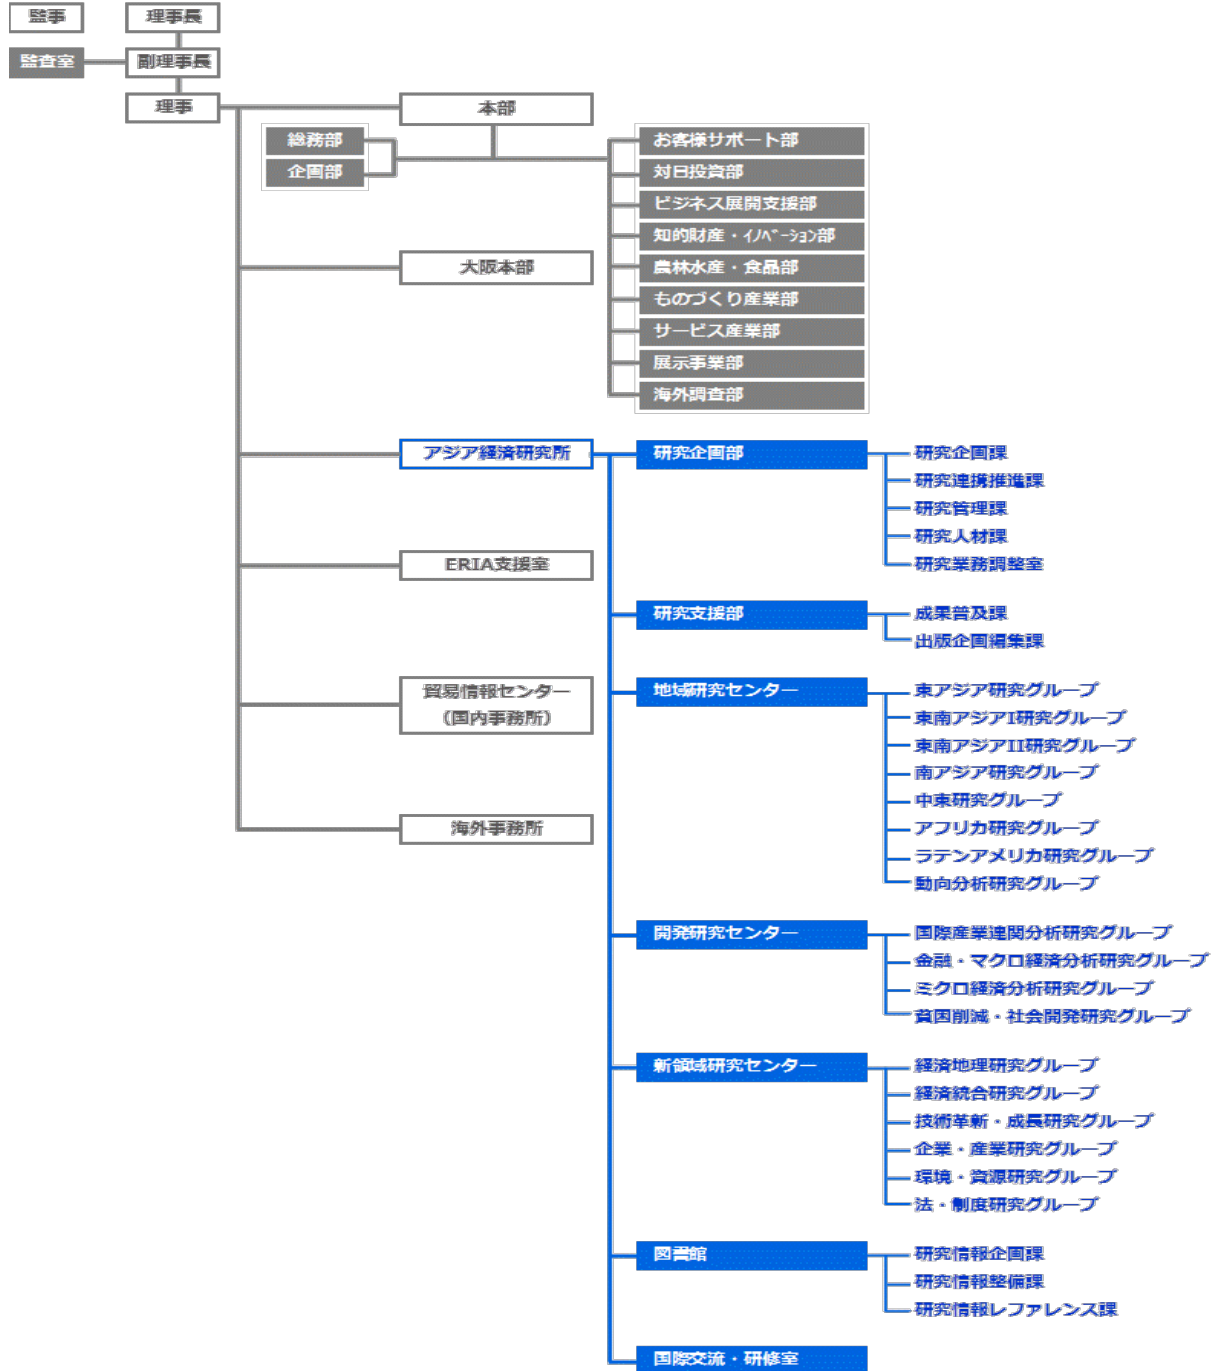 監事
理事長
監査室
副理事長
理事
本部
総務部
企画部
お客様サポート部
対日投資部
ビジネス展開支援部
知的財産・ｲﾉﾍﾞｰｼｮﾝ部
農林水産・食品部
ものづくり産業部
サービス産業部
展示事業部
海外調査部
大阪本部
アジア経済研究所
研究企画部
研究企画課
研究連携推進課
研究管理課
研究人材課
研究業務調整室
ERIA支援室
研究支援部
成果普及課
出版企画編集課
貿易情報センター
（国内事務所）
地域研究センター
東アジア研究グループ
東南アジアI研究グループ
東南アジアII研究グループ
南アジア研究グループ
中東研究グループ
アフリカ研究グループ
ラテンアメリカ研究グループ
動向分析研究グループ
海外事務所
開発研究センター
国際産業連関分析研究グループ
金融・マクロ経済分析研究グループ
ミクロ経済分析研究グループ
貧困削減・社会開発研究グループ
新領域研究センター
経済地理研究グループ
経済統合研究グループ
技術革新・成長研究グループ
企業・産業研究グループ
環境・資源研究グループ
法・制度研究グループ
図書館
研究情報企画課
研究情報整備課
研究情報レファレンス課
国際交流・研修室